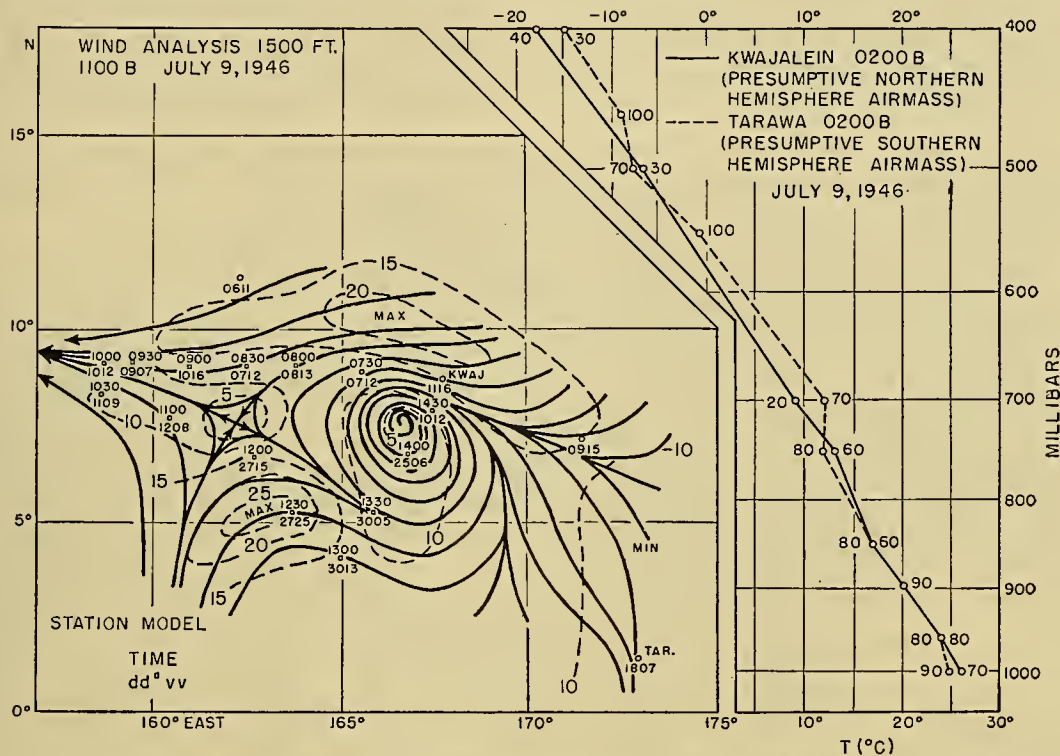 -20° -10° 0° 10° 20° 30°
N
WIND ANALYSIS 1500 FT.
1100 B JULY 9, 1946
40 30 400
KWAJALEIN 0200 B
(PRESUMPTIVE NORTHERN
HEMISPHERE AIRMASS)
100
TARAWA 0200 B
(PRESUMPTIVE SOUTHERN
HEMISPHERE AIRMASS)
JULY 9, 1946
15°
70 30 500
100
600
15
0611
20
MAX
10°
1000 0930 0900 0830 0800 0730 KWAJ
1012 0907 1016 0712 0813 0712 1116
1030
1109
10
1100
1208
5
1430
1012
5
1400
2506
0915
10
20 70 700
80 60
MILLIBARS
1200
2715
15
25
MAX
1230
2725
20
1330
3005
10
5°
1300
3013
15
MIN
80 60 800
90 900
80 80
90 70 1000
STATION MODEL
TIME
dd° vv
TAR.
1807
10
0°
160° EAST 165° 170° 175°
10° 20° 30°
T (°C)